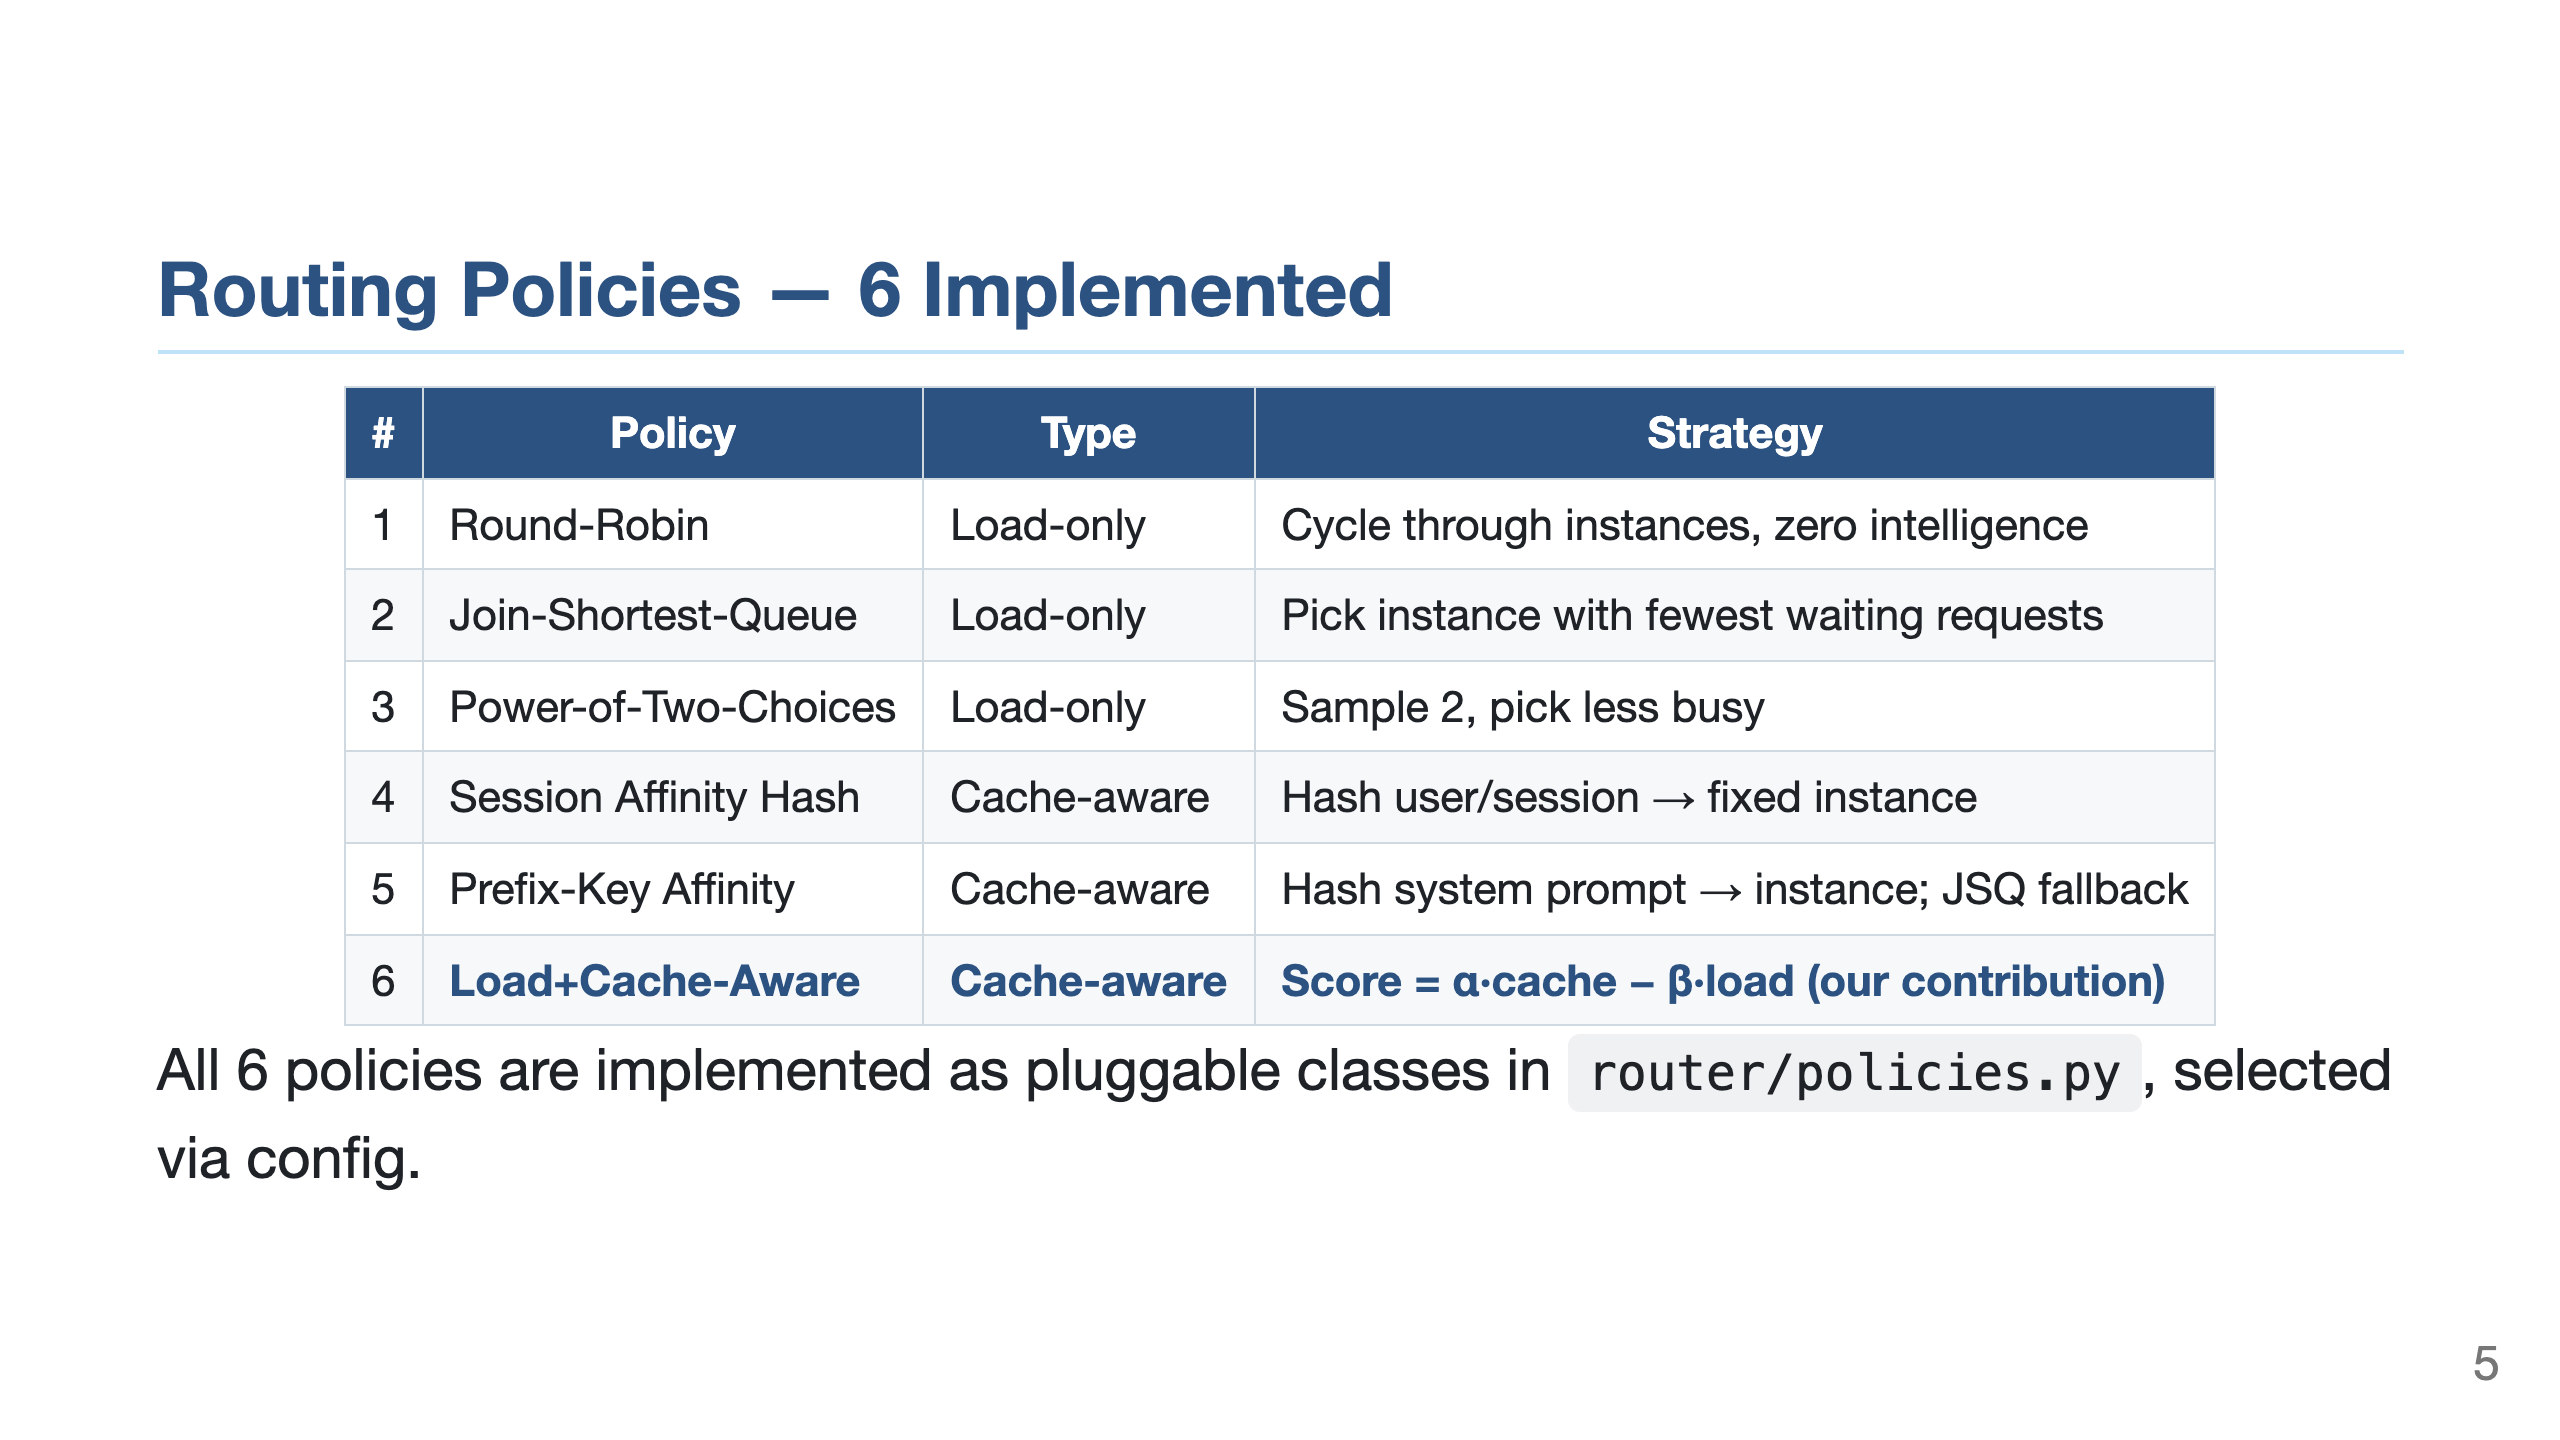 Routing Policies — 6 Implemented
# Policy Type Strategy
1 Round-Robin Load-only Cycle through instances, zero intelligence
2 Join-Shortest-Queue Load-only Pick instance with fewest waiting requests
3 Power-of-Two-Choices Load-only Sample 2, pick less busy
4 Session Affinity Hash Cache-aware Hash user/session → fixed instance
5 Prefix-Key Affinity Cache-aware Hash system prompt → instance; JSQ fallback
6 Load+Cache-Aware Cache-aware Score = α·cache – β·load (our contribution)
All 6 policies are implemented as pluggable classes in router/policies.py, selected
via config.
5